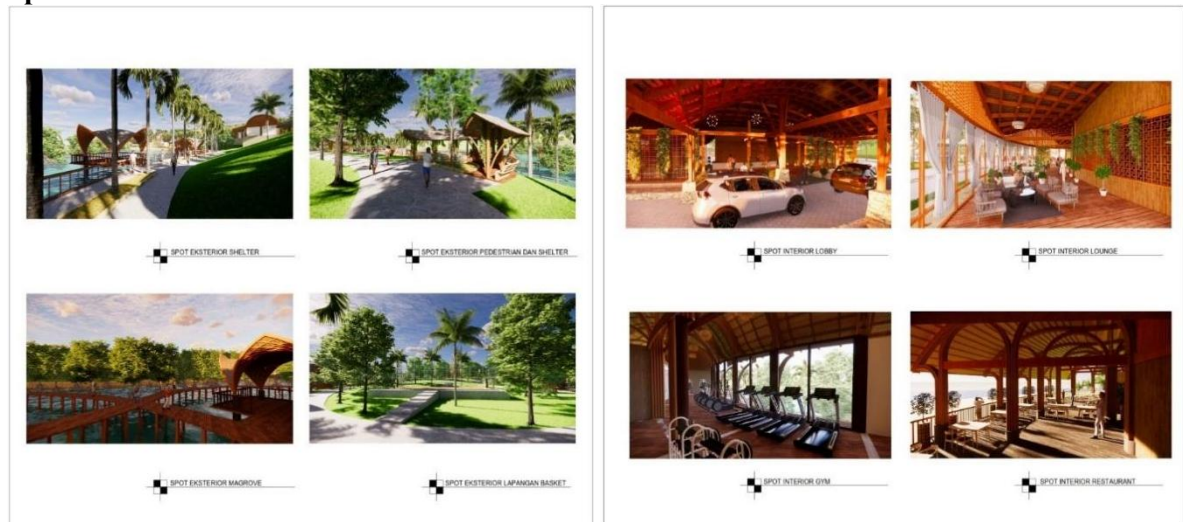 SPOT EKSTERIOR SHELTER
SPOT EKSTERIOR PEDESTRIAN DAN SHELTER
SPOT EKSTERIOR MAGROVE
SPOT EKSTERIOR LAPANGAN BASKET
SPOT INTERIOR LOBBY
SPOT INTERIOR LOUNGE
SPOT INTERIOR GYM
SPOT INTERIOR RESTAURANT